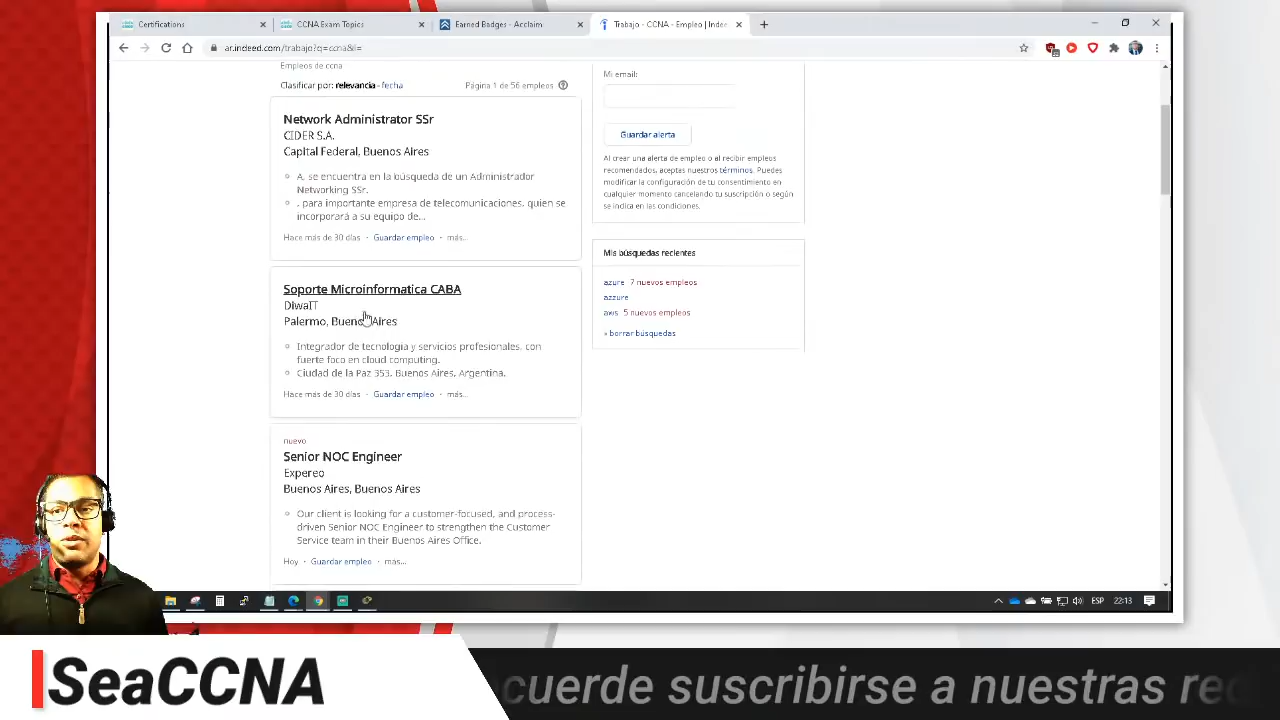 Certifications
CCNA Exam Topics
Earned Badges - Acclaim
Trabajo - CCNA - Empleo | Indee
ar.indeed.com/trabajo?q=ccna&l=
Empleos de ccna
Clasificar por: relevancia - fecha
Página 1 de 56 empleos
Network Administrator SSr
CIDER S.A.
Capital Federal, Buenos Aires
A, se encuentra en la búsqueda de un Administrador
Networking SSr.
, para importante empresa de telecomunicaciones, quien se
incorporará a su equipo de...
Hace más de 30 días · Guardar empleo · más...
Soporte Microinformatica CABA
DiwaIT
Palermo, Buenos Aires
Integrador de tecnología y servicios profesionales, con
fuerte foco en cloud computing.
Ciudad de la Paz 353, Buenos Aires, Argentina.
Hace más de 30 días · Guardar empleo · más...
nuevo
Senior NOC Engineer
Expereo
Buenos Aires, Buenos Aires
Our client is looking for a customer-focused, and process-
driven Senior NOC Engineer to strengthen the Customer
Service team in their Buenos Aires Office.
Hoy · Guardar empleo · más...
Mi email:
Guardar alerta
Al crear una alerta de empleo o al recibir empleos
recomendados, aceptas nuestros términos. Puedes
modificar la configuración de tu consentimiento en
cualquier momento cancelando tu suscripción o según
se indica en las condiciones.
Mis búsquedas recientes
azure 7 nuevos empleos
azzure
axis 5 nuevos empleos
» borrar búsquedas
ESP
22:13
SeaCCNA
cuerde suscribirse a nuestras re